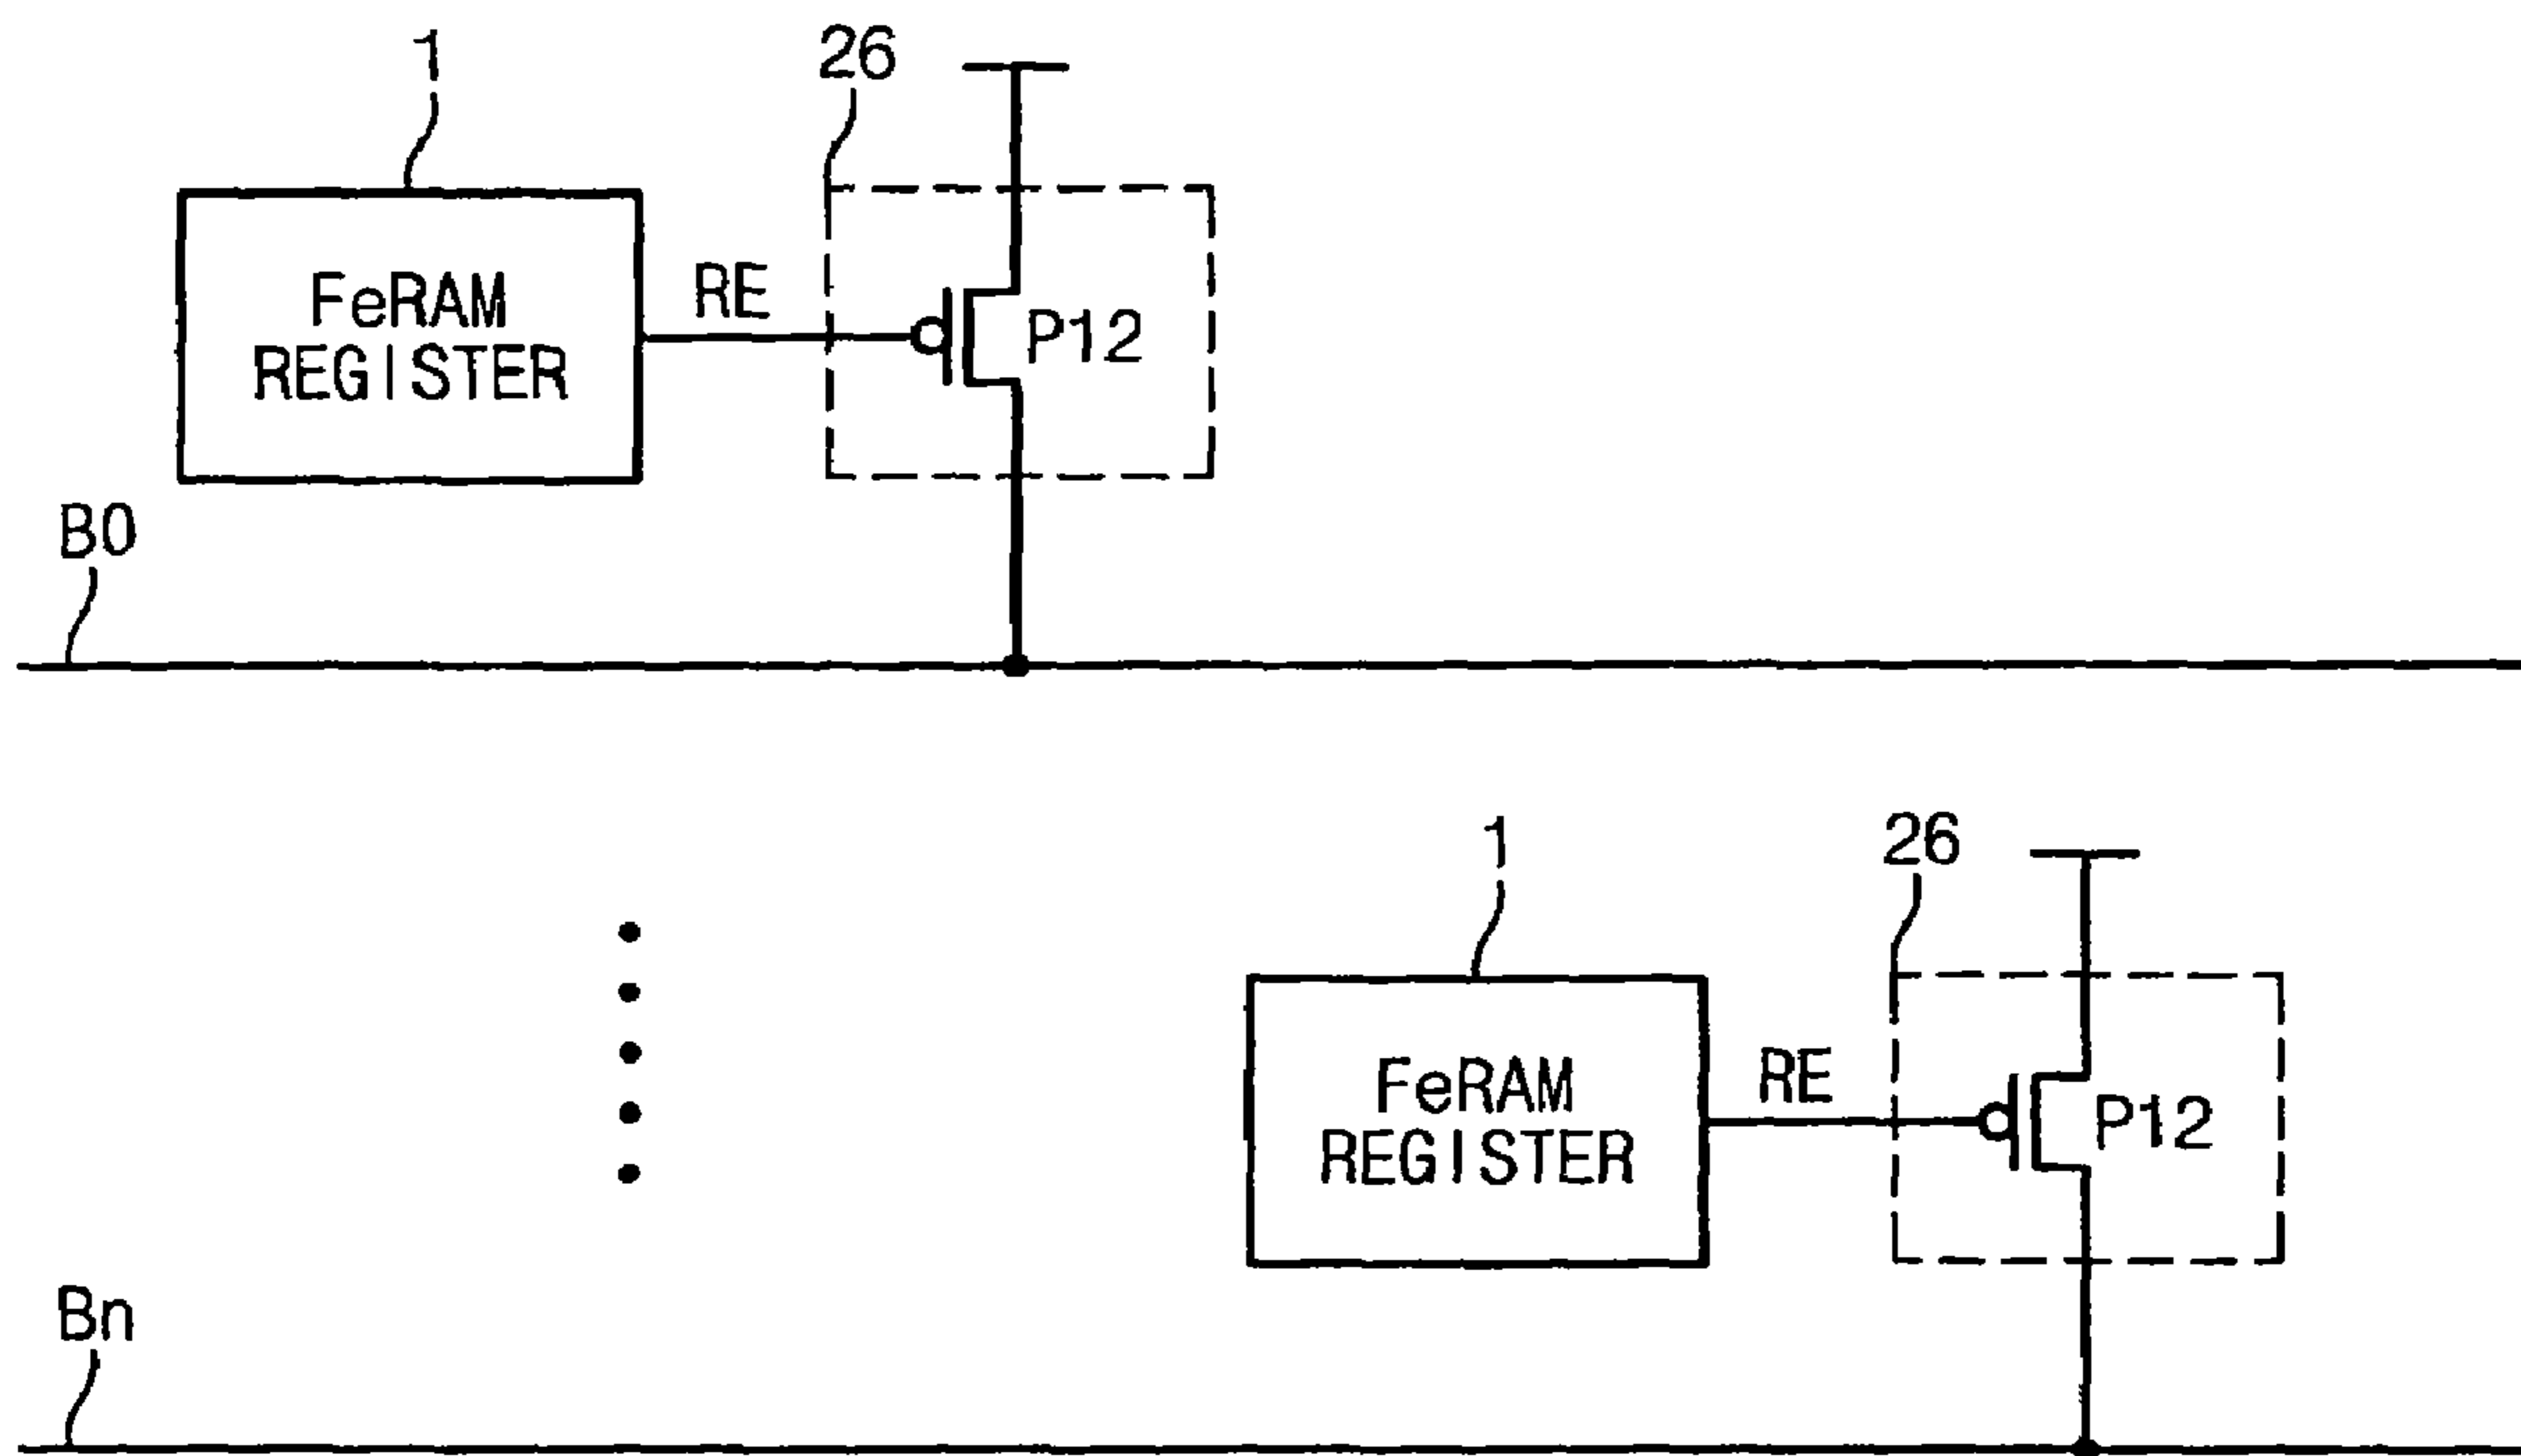 1
26
FeRAM
REGISTER
RE
P12
B0
1
26
FeRAM
REGISTER
RE
P12
Bn